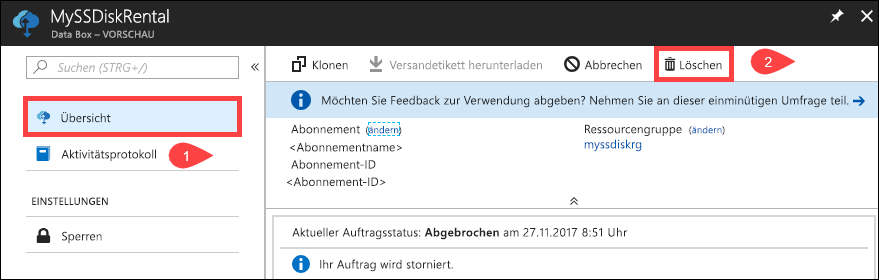 MySSDiskRental
Data Box – VORSCHAU
Suchen (STRG+/)
Übersicht
Aktivitätsprotokoll
1
EINSTELLUNGEN
Sperren
Klonen
Versandetikett herunterladen
Abbrechen
Löschen
2
Möchten Sie Feedback zur Verwendung abgeben? Nehmen Sie an dieser einminütigen Umfrage teil. →
Abonnement (ändern)
<Abonnementname>
Abonnement-ID
<Abonnement-ID>
Ressourcengruppe (ändern)
myssdiskrg
Aktueller Auftragsstatus: Abgebrochen am 27.11.2017 8:51 Uhr
Ihr Auftrag wird storniert.